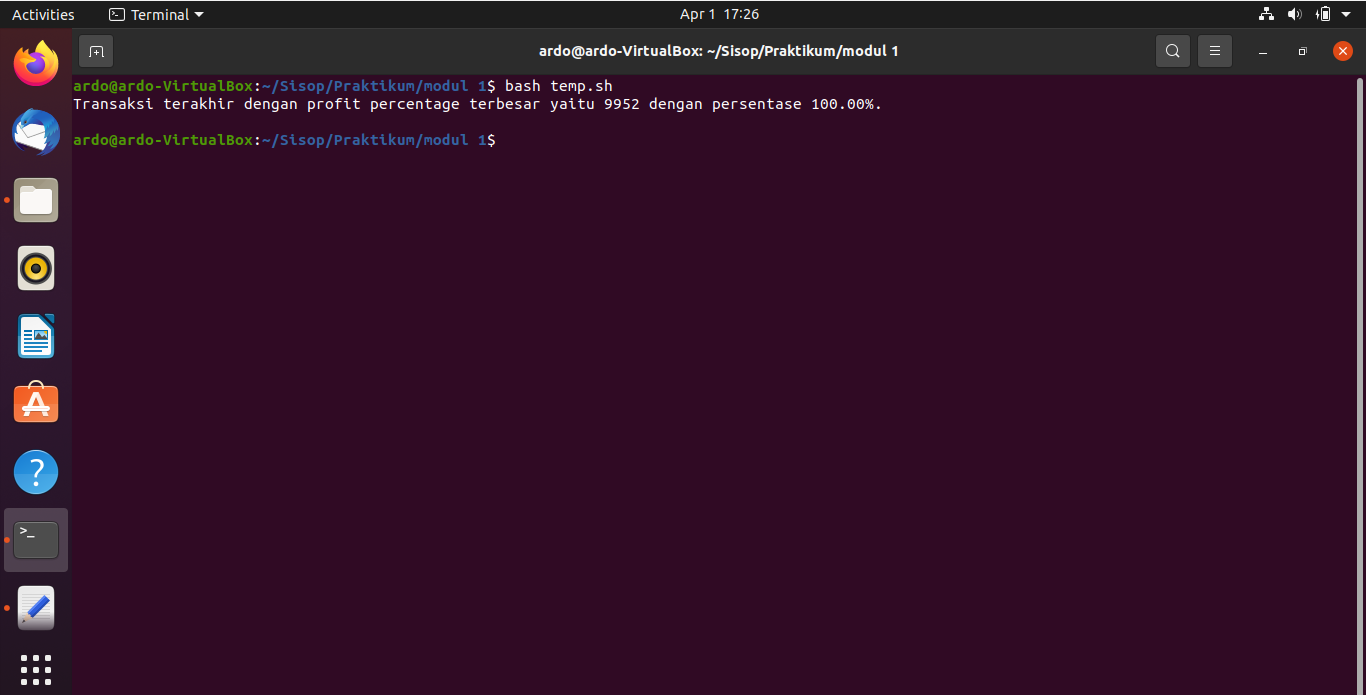 Activities Terminal Apr 1 17:26
ardo@ardo-VirtualBox: ~/Sisop/Praktikum/modul 1
ardo@ardo-VirtualBox:~/Sisop/Praktikum/modul 1$ bash temp.sh
Transaksi terakhir dengan profit percentage terbesar yaitu 9952 dengan persentase 100.00%.
ardo@ardo-VirtualBox:~/Sisop/Praktikum/modul 1$